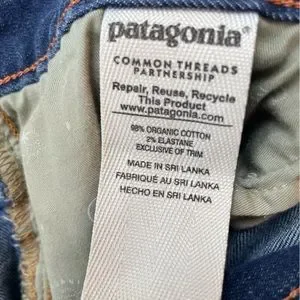 patagonia®
COMMON THREADS
PARTNERSHIP
Repair, Reuse, Recycle
This Product
www.patagonia.com
98% ORGANIC COTTON
2% ELASTANE
EXCLUSIVE OF TRIM
MADE IN SRI LANKA
FABRIQUÉ AU SRI LANKA
HECHO EN SRI LANKA